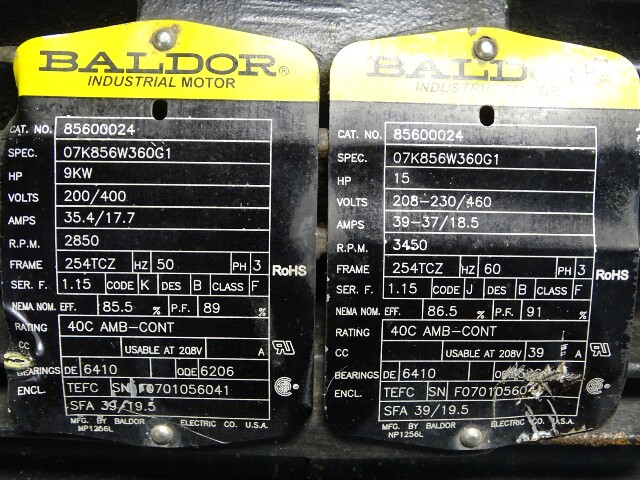 BALDOR®
INDUSTRIAL MOTOR
CAT. NO. 85600024
SPEC. 07K856W360G1
HP 9KW
VOLTS 200/400
AMPS 35.4/17.7
R.P.M. 2850
FRAME 254TCZ HZ 50 PH 3
RoHS
SER. F. 1.15 CODE K DES B CLASS F
NEMA NOM. EFF. 85.5 % P.F. 89 %
RATING 40C AMB-CONT
CC USABLE AT 208V A
BEARINGS DE 6410 ODE 6206
ENCL. TEFC SN F0701056041
SFA 39/19.5
MFG. BY BALDOR ELECTRIC CO. U.S.A.
NP1256L
BALDOR
INDUSTRIAL MOTOR
CAT. NO. 85600024
SPEC. 07K856W360G1
HP 15
VOLTS 208-230/460
AMPS 39-37/18.5
R.P.M. 3450
FRAME 254TCZ HZ 60 PH 3
RoHS
SER. F. 1.15 CODE J DES B CLASS F
NEMA NOM. EFF. 86.5 % P.F. 91 %
RATING 40C AMB-CONT
CC USABLE AT 208V 39 A
BEARINGS DE 6410
ENCL. TEFC SN
SFA 39/19.5
MFG. BY BALDOR ELECTRIC CO. U.S.A.
NP1256L